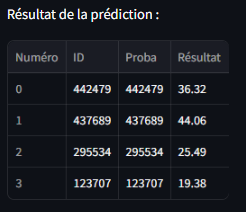 Résultat de la prédiction :
Numéro ID Proba Résultat
0 442479 442479 36.32
1 437689 437689 44.06
2 295534 295534 25.49
3 123707 123707 19.38